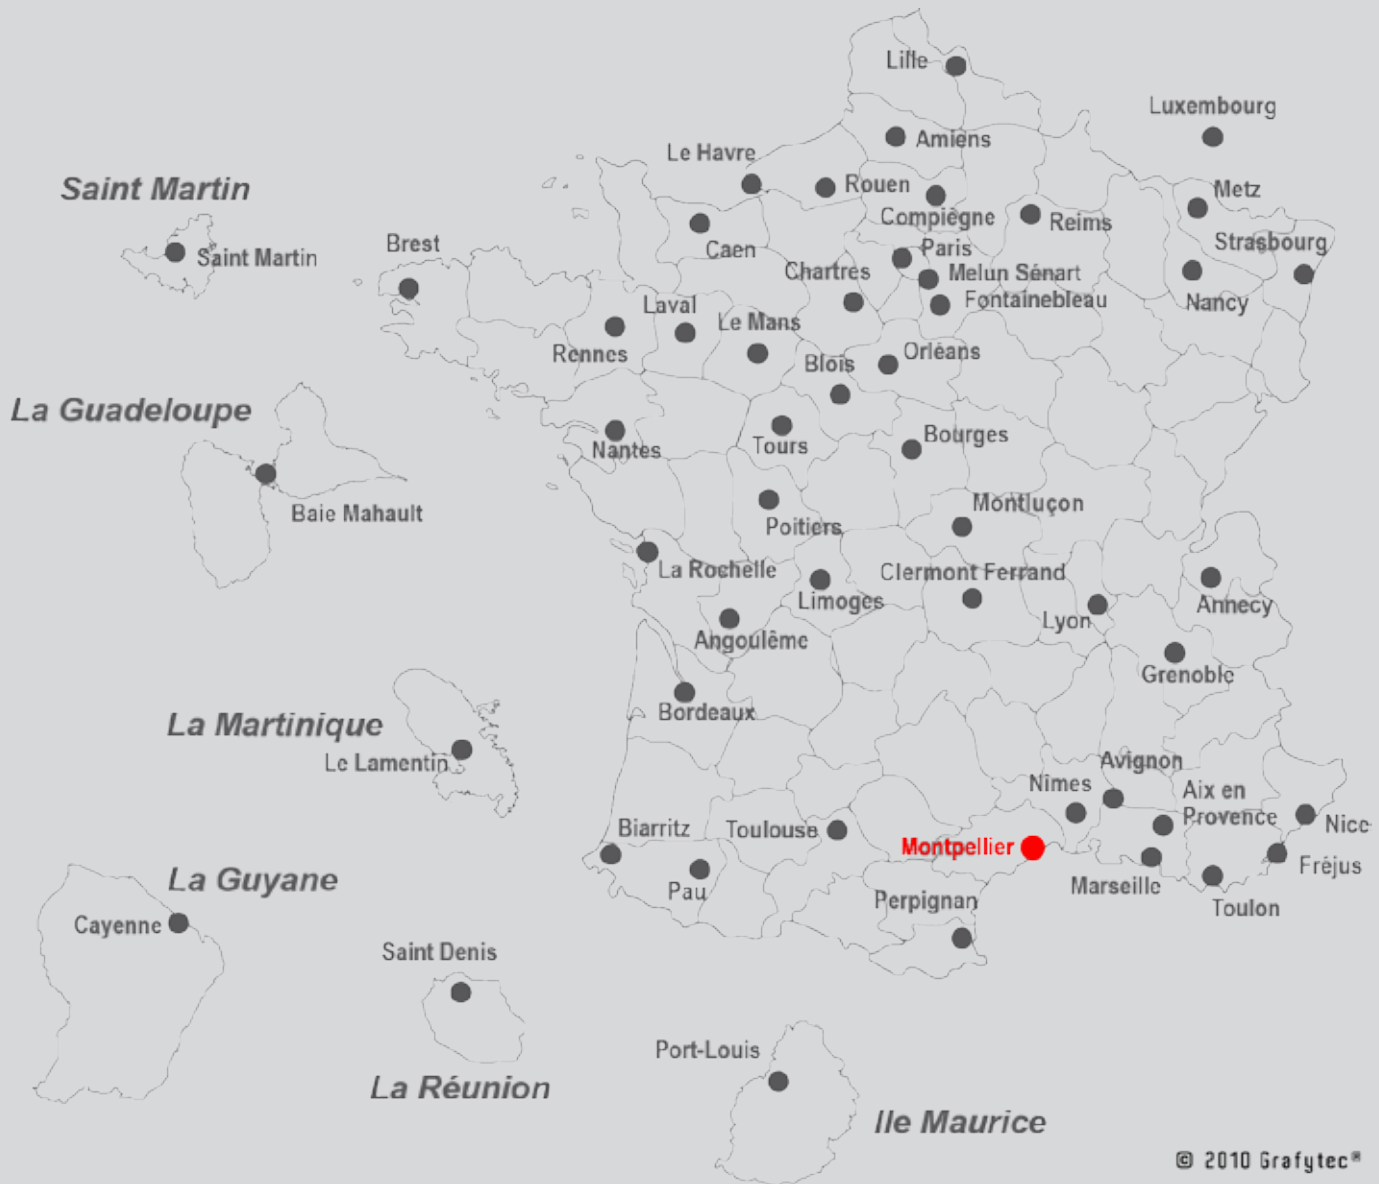 Lille
Luxembourg
Amiens
Le Havre
Rouen
Metz
Saint Martin
Compiègne
Reims
Caen
Strasbourg
Brest
Saint Martin
Paris
Chartres
Melun Sénart
Nancy
Fontainebleau
Laval
Le Mans
Rennes
Orléans
Blois
La Guadeloupe
Nantes
Tours
Bourges
Baie Mahault
Montluçon
Poitiers
La Rochelle
Clermont Ferrand
Limoges
Annecy
Lyon
Angoulême
Grenoble
Bordeaux
La Martinique
Le Lamentin
Avignon
Nîmes
Aix en
Provence
Biarritz
Toulouse
Nice
Montpellier
Fréjus
La Guyane
Pau
Marseille
Perpignan
Toulon
Cayenne
Saint Denis
Port-Louis
La Réunion
Ile Maurice
© 2010 Grafytec®